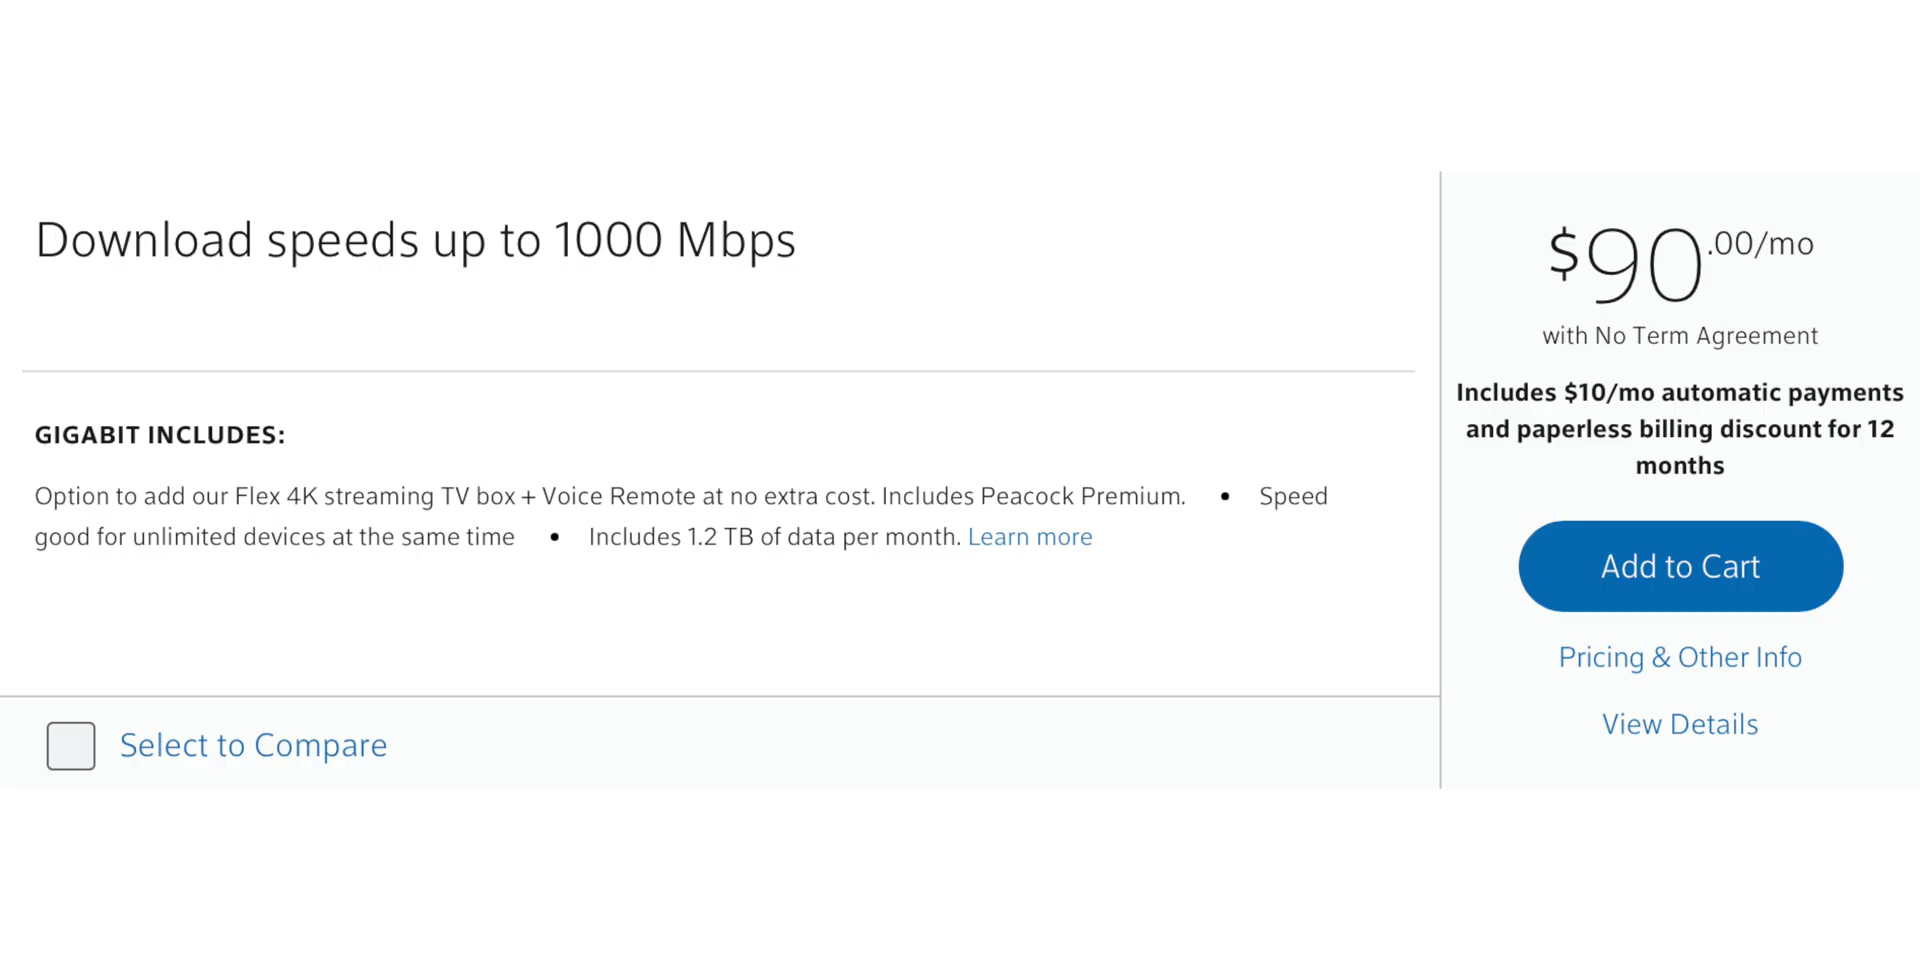 Download speeds up to 1000 Mbps
GIGABIT INCLUDES:
Option to add our Flex 4K streaming TV box + Voice Remote at no extra cost. Includes Peacock Premium. • Speed
good for unlimited devices at the same time • Includes 1.2 TB of data per month. Learn more
Select to Compare
$90.00/mo
with No Term Agreement
Includes $10/mo automatic payments
and paperless billing discount for 12
months
Add to Cart
Pricing & Other Info
View Details